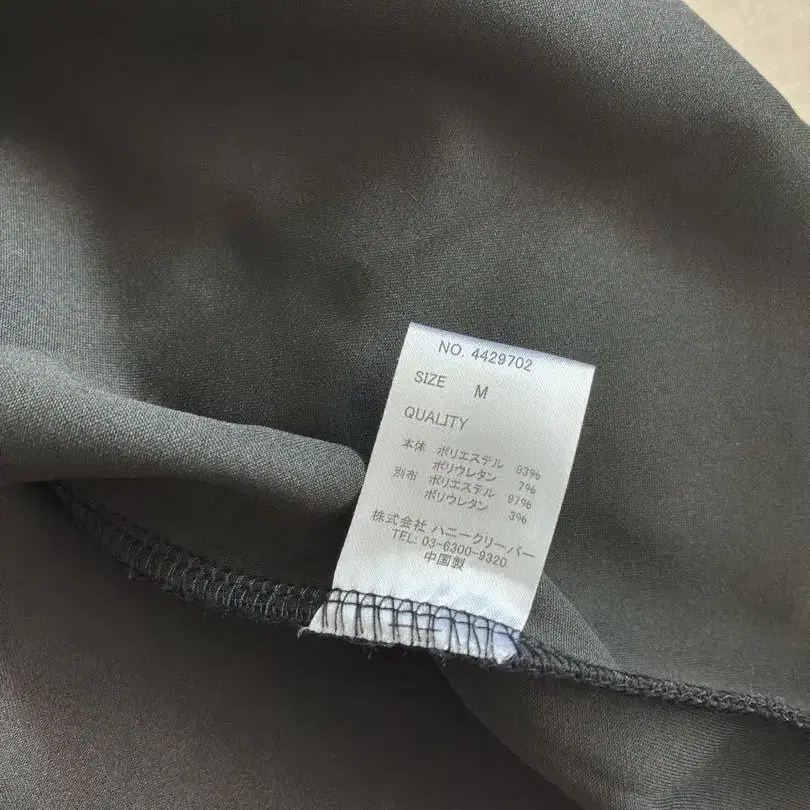 NO. 4429702
SIZE M
QUALITY
本体 ポリエステル 93%
ポリウレタン 7%
別布 ポリエステル 97%
ポリウレタン 3%
株式会社 ハニークリーパー
TEL: 03-6300-9320
中国製